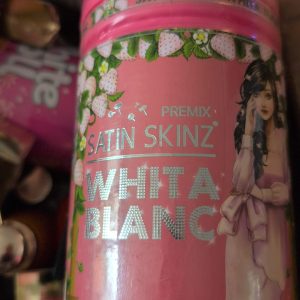 PREMIX
SATIN SKINZ
WHITA
BLANC